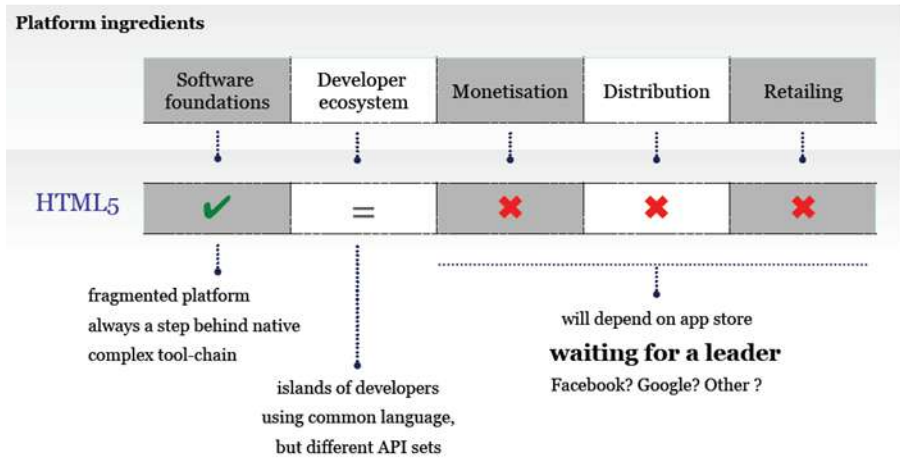 Platform ingredients
Software
foundations
Developer
ecosystem
Monetisation
Distribution
Retailing
HTML5
✔
=
✖
✖
✖
fragmented platform
always a step behind native
complex tool-chain
islands of developers
using common language,
but different API sets
will depend on app store
waiting for a leader
Facebook? Google? Other ?